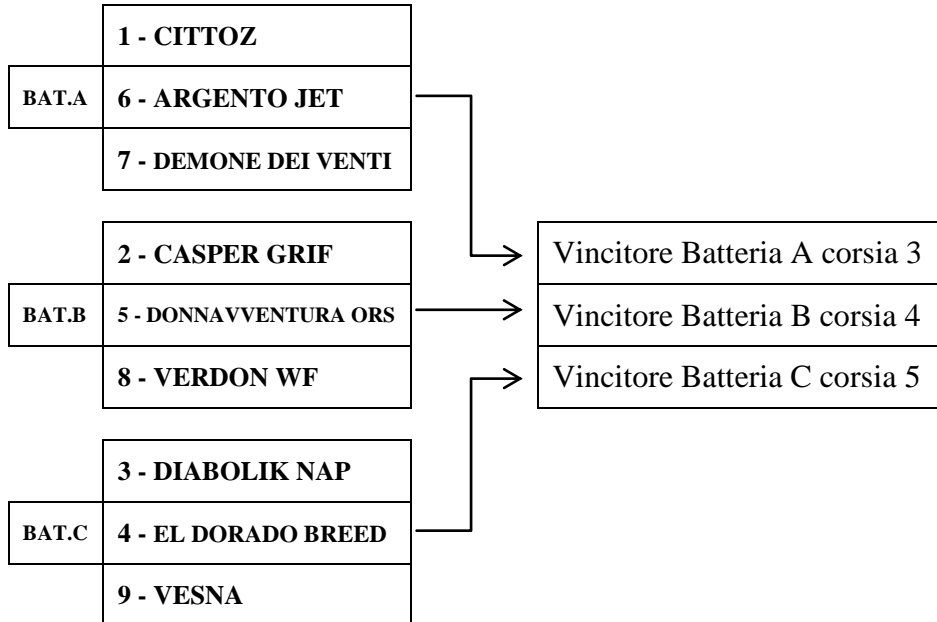 1 - CITTOZ
BAT.A
6 - ARGENTO JET
7 - DEMONE DEI VENTI
2 - CASPER GRIF
BAT.B
5 - DONNAVVENTURA ORS
8 - VERDON WF
3 - DIABOLIK NAP
BAT.C
4 - EL DORADO BREED
9 - VESNA
Vincitore Batteria A corsia 3
Vincitore Batteria B corsia 4
Vincitore Batteria C corsia 5